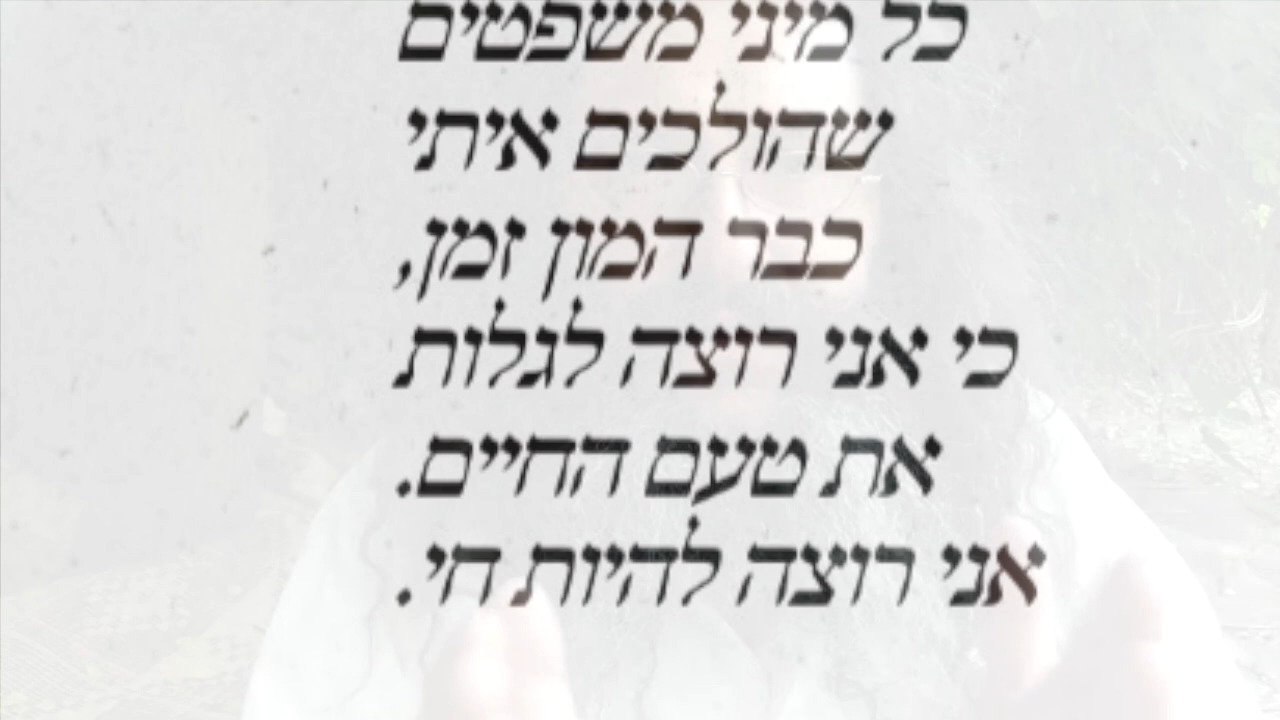 כל מיני משפטים
שהולכים איתי
כבר המון זמן,
כי אני רוצה לגלות
את טעם החיים.
אני רוצה להיות חי.